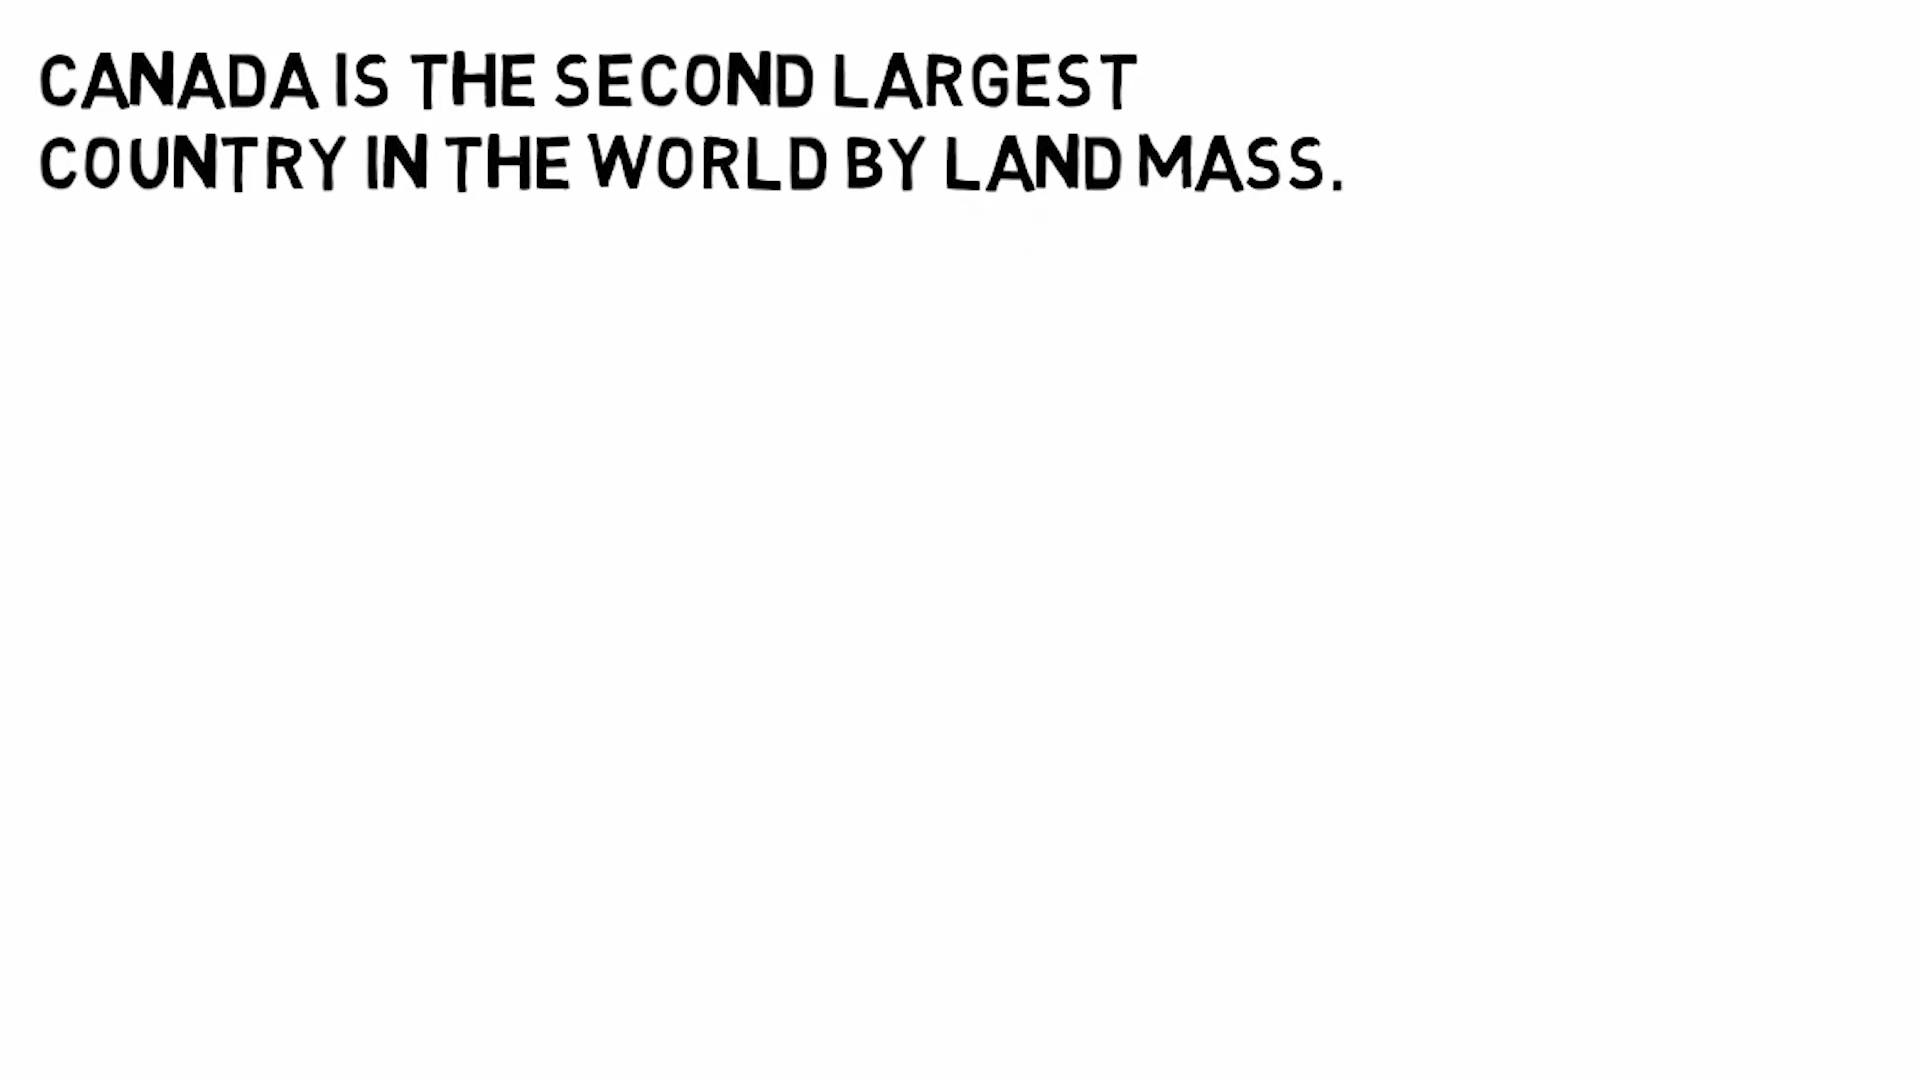 CANADA IS THE SECOND LARGEST
COUNTRY IN THE WORLD BY LAND MASS.